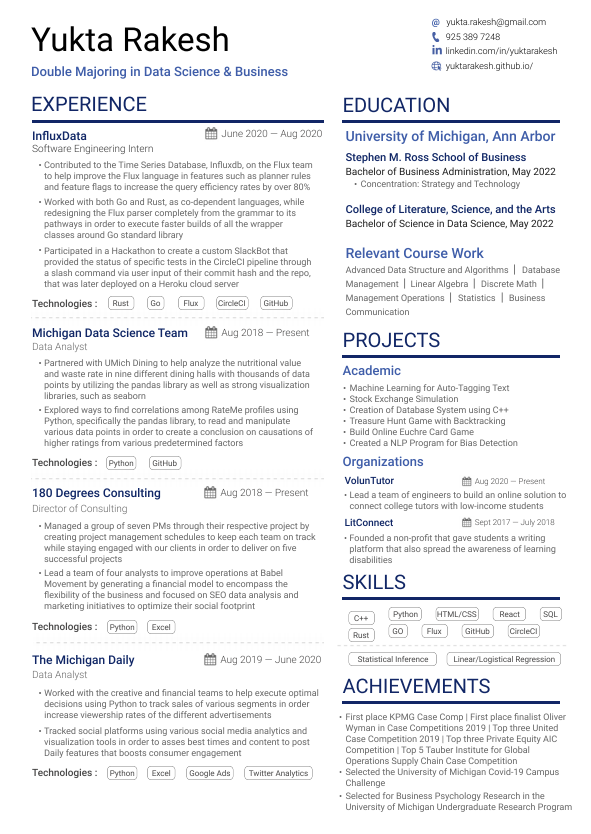 Yukta Rakesh
Double Majoring in Data Science & Business
@ yukta.rakesh@gmail.com
925 389 7248
linkedin.com/in/yuktarakesh
yuktarakesh.github.io/
EXPERIENCE
InfluxData June 2020 — Aug 2020
Software Engineering Intern
• Contributed to the Time Series Database, Influxdb, on the Flux team
to help improve the Flux language in features such as planner rules
and feature flags to increase the query efficiency rates by over 80%
• Worked with both Go and Rust, as co-dependent languages, while
redesigning the Flux parser completely from the grammar to its
pathways in order to execute faster builds of all the wrapper
classes around Go standard library
• Participated in a Hackathon to create a custom SlackBot that
provided the status of specific tests in the CircleCI pipeline through
a slash command via user input of their commit hash and the repo,
that was later deployed on a Heroku cloud server
Technologies : Rust Go Flux CircleCI GitHub
Michigan Data Science Team Aug 2018 — Present
Data Analyst
• Partnered with UMich Dining to help analyze the nutritional value
and waste rate in nine different dining halls with thousands of data
points by utilizing the pandas library as well as strong visualization
libraries, such as seaborn
• Explored ways to find correlations among RateMe profiles using
Python, specifically the pandas library, to read and manipulate
various data points in order to create a conclusion on causations of
higher ratings from various predetermined factors
Technologies : Python GitHub
180 Degrees Consulting Aug 2018 — Present
Director of Consulting
• Managed a group of seven PMs through their respective project by
creating project management schedules to keep each team on track
while staying engaged with our clients in order to deliver on five
successful projects
• Lead a team of four analysts to improve operations at Babel
Movement by generating a financial model to encompass the
flexibility of the business and focused on SEO data analysis and
marketing initiatives to optimize their social footprint
Technologies : Python Excel
The Michigan Daily Aug 2019 — June 2020
Data Analyst
• Worked with the creative and financial teams to help execute optimal
decisions using Python to track sales of various segments in order
increase viewership rates of the different advertisements
• Tracked social platforms using various social media analytics and
visualization tools in order to asses best times and content to post
Daily features that boosts consumer engagement
Technologies : Python Excel Google Ads Twitter Analytics
EDUCATION
University of Michigan, Ann Arbor
Stephen M. Ross School of Business
Bachelor of Business Administration, May 2022
• Concentration: Strategy and Technology
College of Literature, Science, and the Arts
Bachelor of Science in Data Science, May 2022
Relevant Course Work
Advanced Data Structure and Algorithms | Database
Management | Linear Algebra | Discrete Math |
Management Operations | Statistics | Business
Communication
PROJECTS
Academic
• Machine Learning for Auto-Tagging Text
• Stock Exchange Simulation
• Creation of Database System using C++
• Treasure Hunt Game with Backtracking
• Build Online Euchre Card Game
• Created a NLP Program for Bias Detection
Organizations
VolunTutor Aug 2020 — Present
• Lead a team of engineers to build an online solution to
connect college tutors with low-income students
LitConnect Sept 2017 — July 2018
• Founded a non-profit that gave students a writing
platform that also spread the awareness of learning
disabilities
SKILLS
C++ Python HTML/CSS React SQL
Rust GO Flux GitHub CircleCI
Statistical Inference Linear/Logistical Regression
ACHIEVEMENTS
• First place KPMG Case Comp | First place finalist Oliver
Wyman in Case Competitions 2019 | Top three United
Case Competition 2019 | Top three Private Equity AIC
Competition | Top 5 Tauber Institute for Global
Operations Supply Chain Case Competition
• Selected the University of Michigan Covid-19 Campus
Challenge
• Selected for Business Psychology Research in the
University of Michigan Undergraduate Research Program